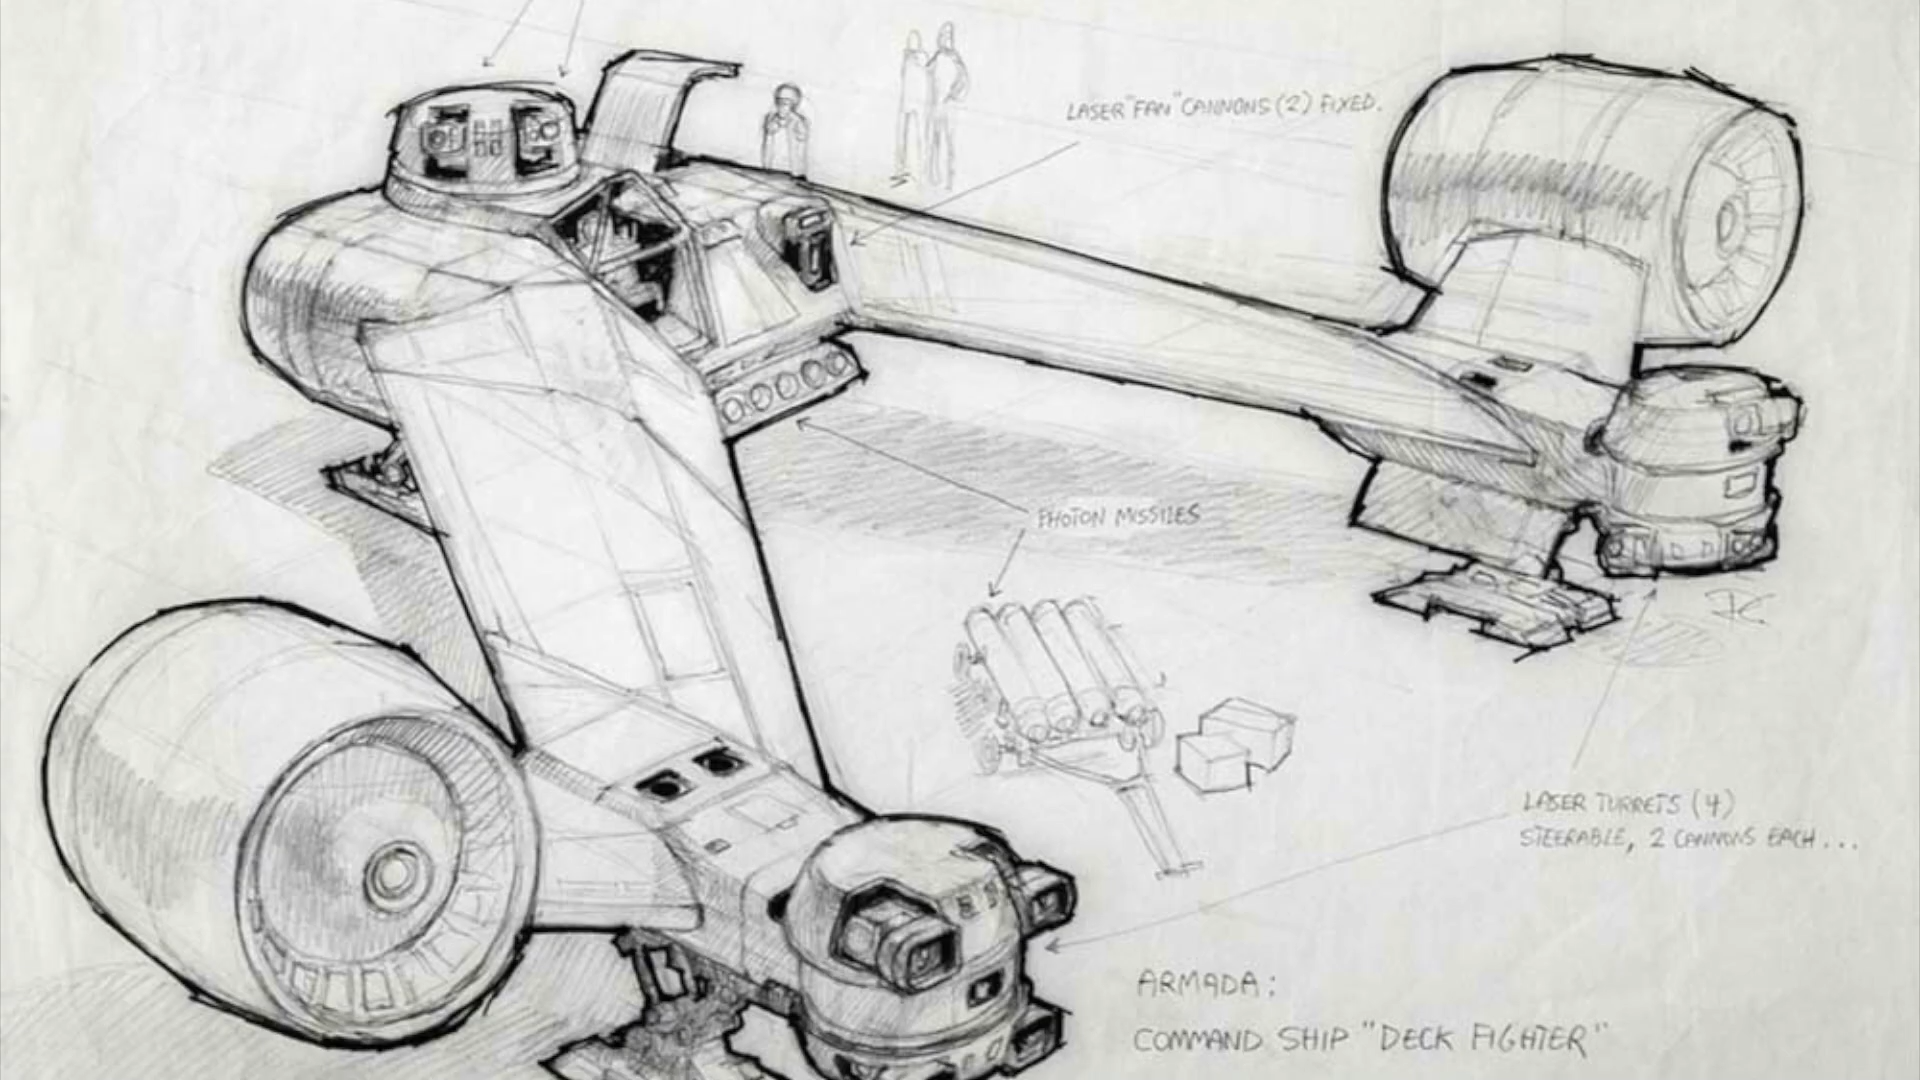 LASER "FAN" CANNONS (2) FIXED.
PHOTON MISSILES
LASER TURRETS (4)
STEERABLE, 2 CANNONS EACH...
ARMADA:
COMMAND SHIP "DECK FIGHTER"